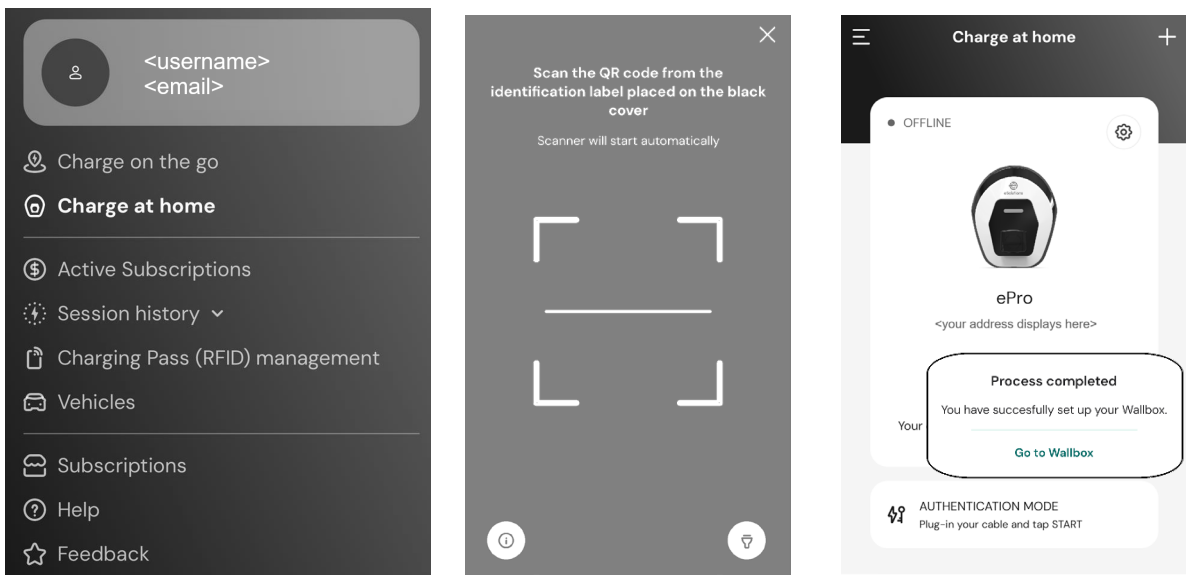 <username>
<email>
Charge on the go
Charge at home
Active Subscriptions
Session history
Charging Pass (RFID) management
Vehicles
Subscriptions
Help
Feedback
Scan the QR code from the
identification label placed on the black
cover
Scanner will start automatically
Charge at home
OFFLINE
ePro
<your address displays here>
Process completed
You have succesfully set up your Wallbox.
Your
Go to Wallbox
AUTHENTICATION MODE
Plug-in your cable and tap START